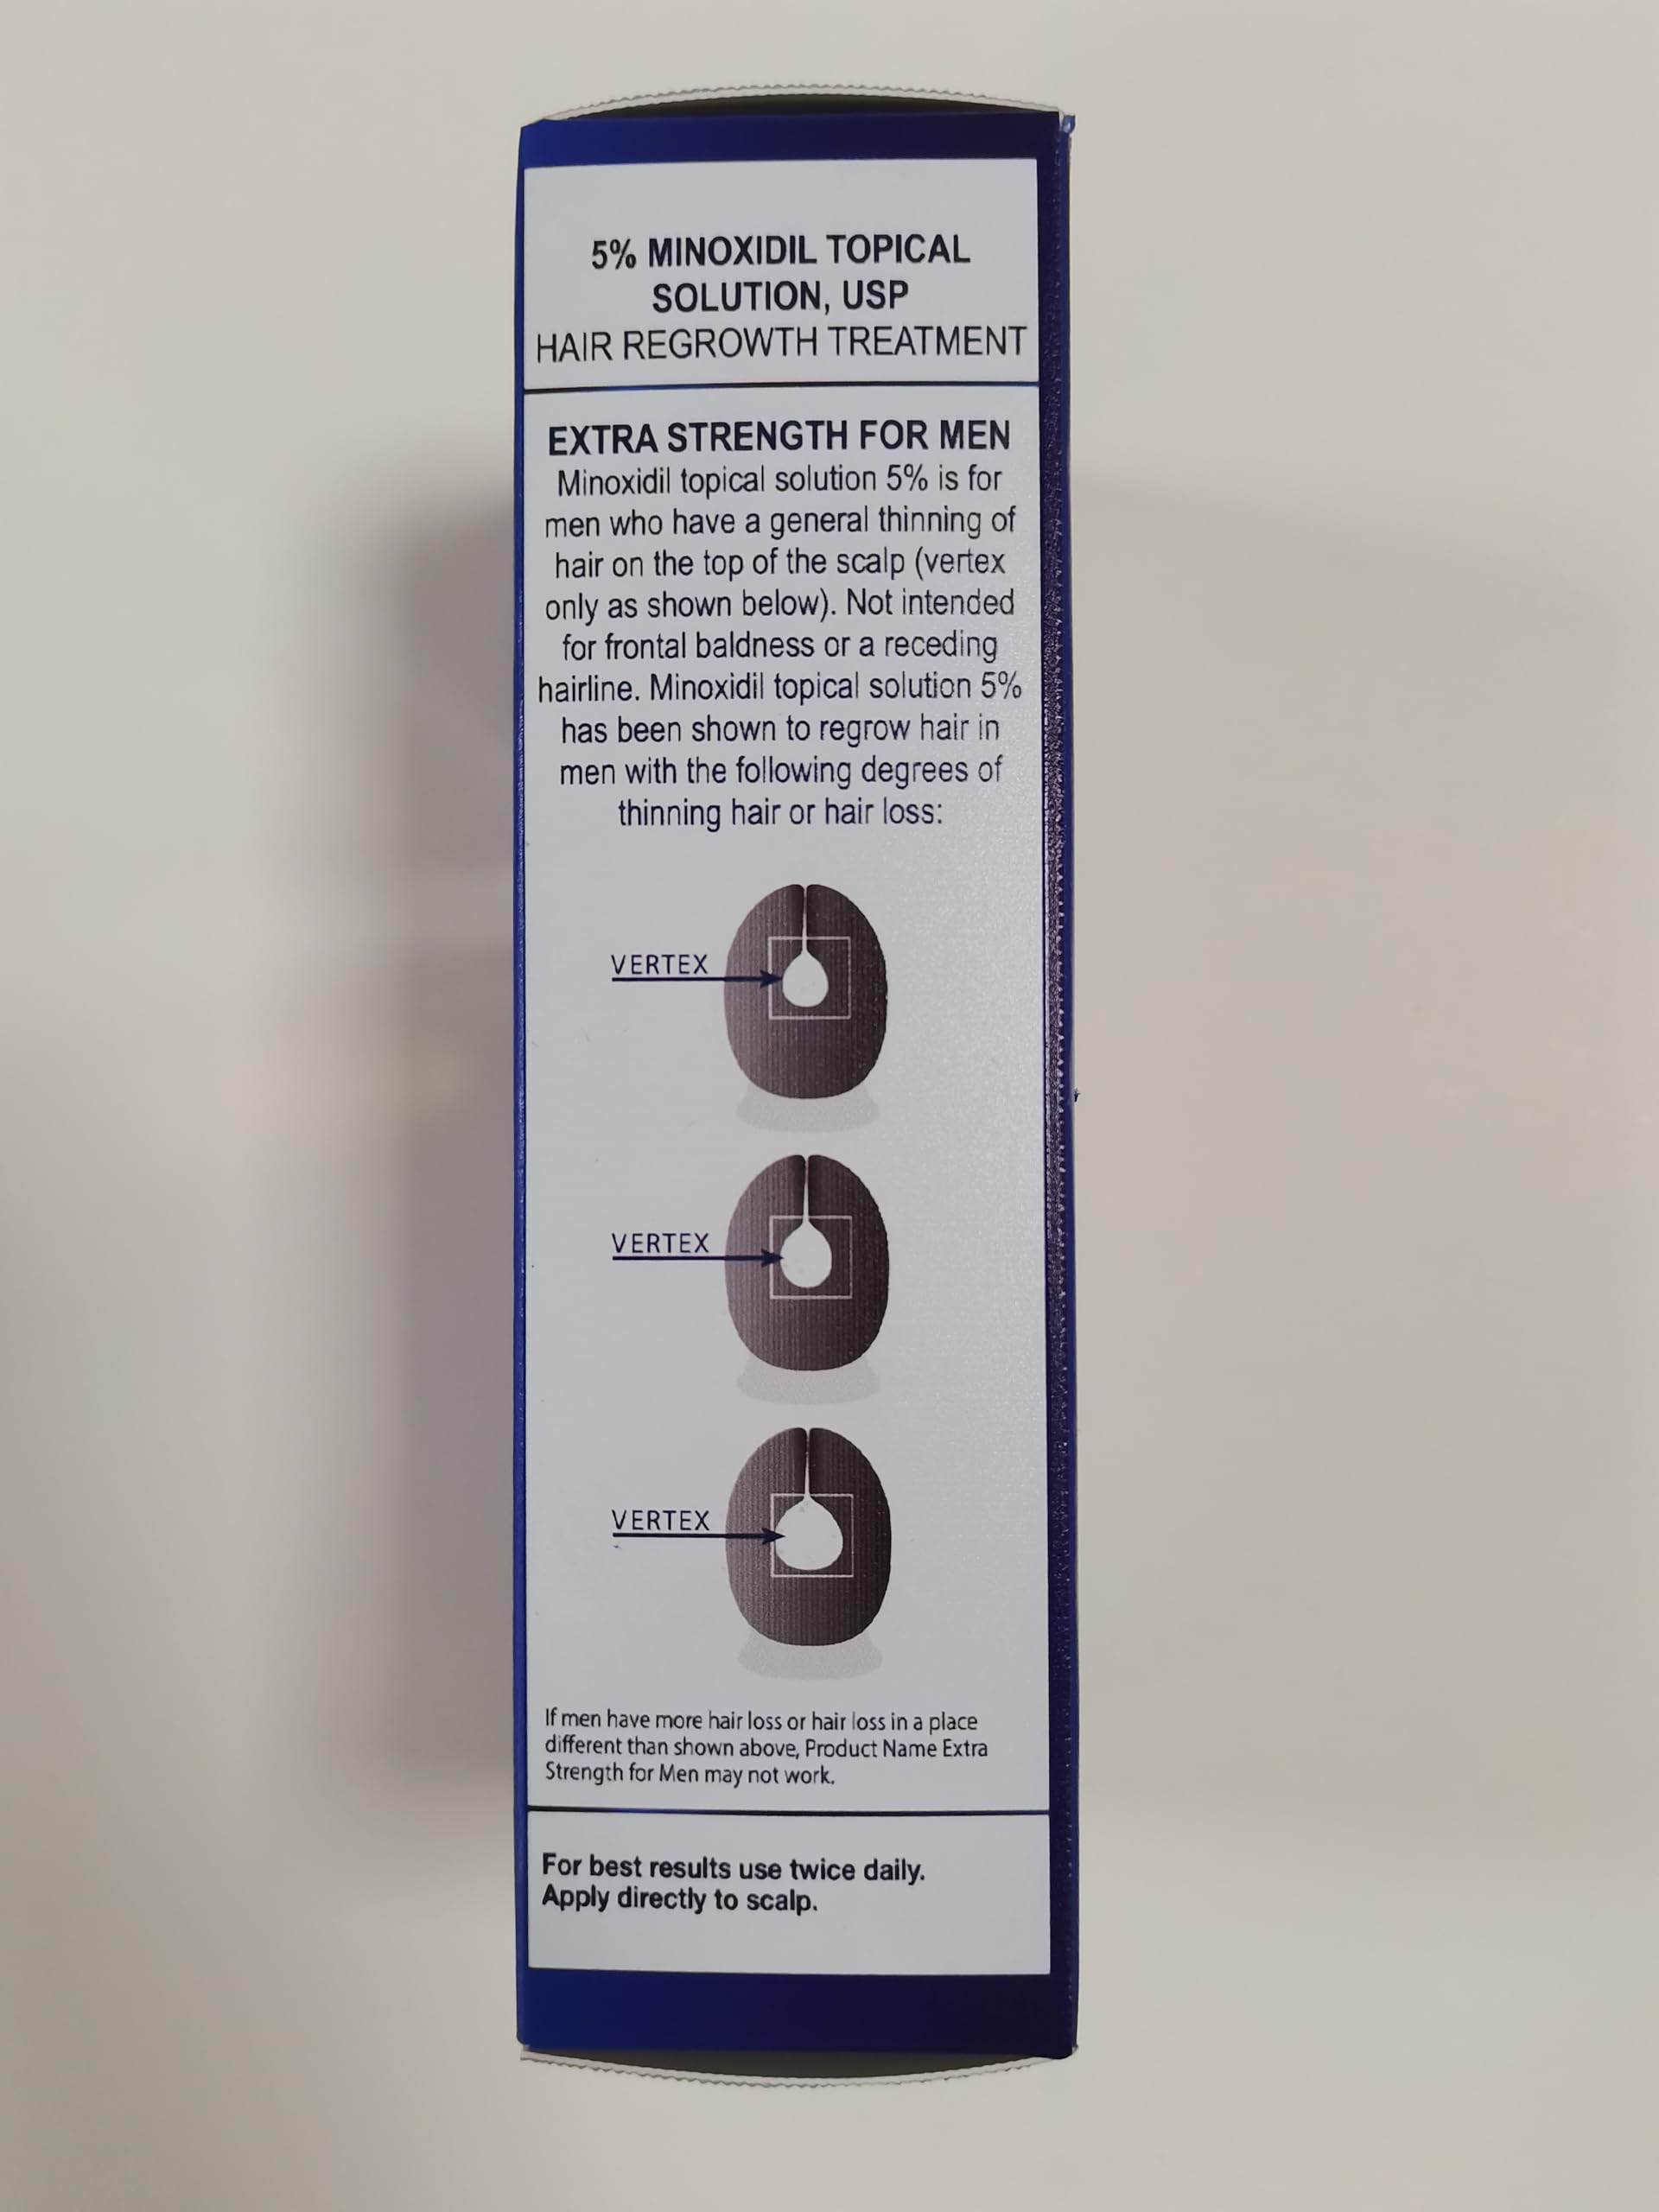 5% MINOXIDIL TOPICAL
SOLUTION, USP
HAIR REGROWTH TREATMENT
EXTRA STRENGTH FOR MEN
Minoxidil topical solution 5% is for
men who have a general thinning of
hair on the top of the scalp (vertex
only as shown below). Not intended
for frontal baldness or a receding
hairline. Minoxidil topical solution 5%
has been shown to regrow hair in
men with the following degrees of
thinning hair or hair loss:
VERTEX
VERTEX
VERTEX
If men have more hair loss or hair loss in a place
different than shown above, Product Name Extra
Strength for Men may not work.
For best results use twice daily.
Apply directly to scalp.